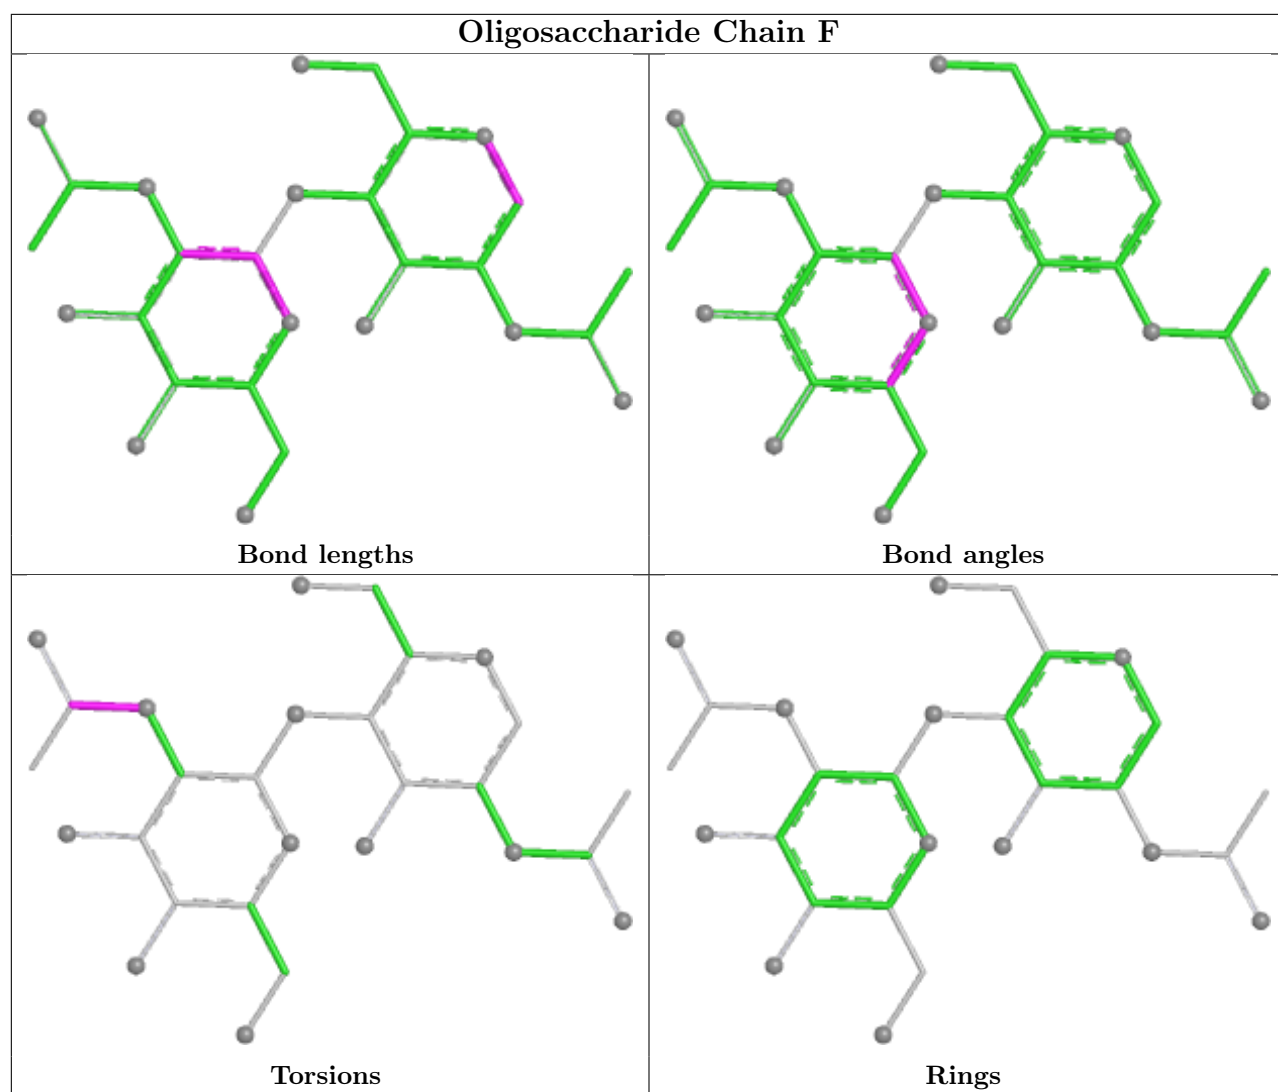 Oligosaccharide Chain F
Bond lengths
Bond angles
Torsions
Rings